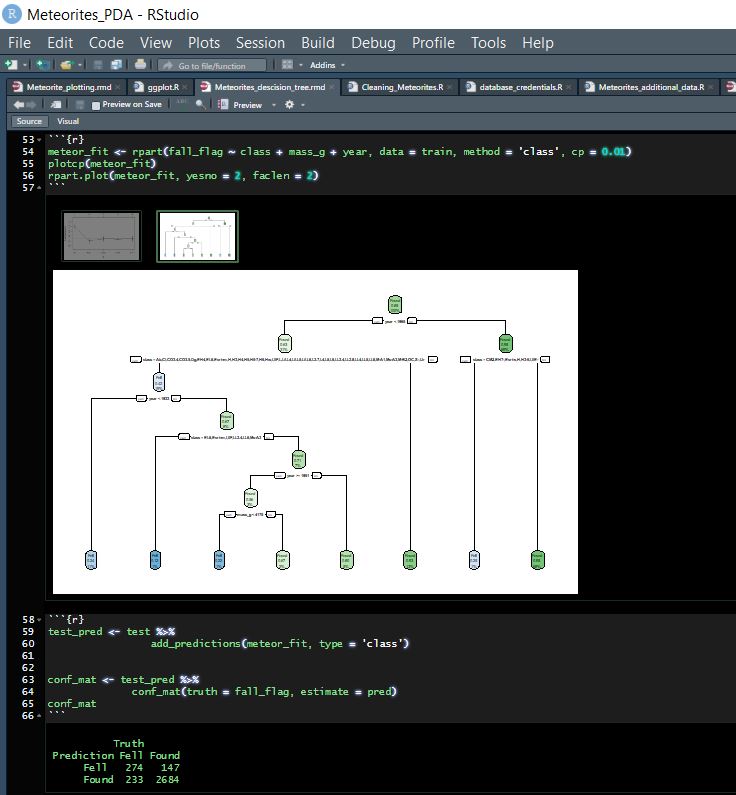 Meteorites_PDA - RStudio
File Edit Code View Plots Session Build Debug Profile Tools Help
Go to file/function
Addins
Meteorite_plotting.rmd
ggplot.R
Meteorites_descision_tree.rmd
Cleaning_Meteorites.R
database_credentials.R
Meteorites_additional_data.R
Preview on Save
ABC
Preview
Source Visual
53 ```{r}
54 meteor_fit <- rpart(fall_flag ~ class + mass_g + year, data = train, method = 'class', cp = 0.01)
55 plotcp(meteor_fit)
56 rpart.plot(meteor_fit, yesno = 2, faclen = 2)
57 ```
58 ```{r}
59 test_pred <- test %>%
60 add_predictions(meteor_fit, type = 'class')
61
62
63 conf_mat <- test_pred %>%
64 conf_mat(truth = fall_flag, estimate = pred)
65 conf_mat
66 ```
Truth
Prediction Fell Found
Fell 274 147
Found 233 2684